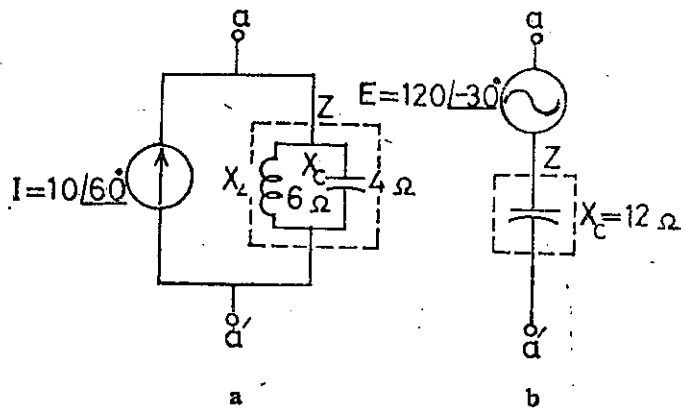 a
I=10/60°
Z
X_L
6 Ω
X_C
4 Ω
a′
a
a
E=120/-30°
Z
X_C=12 Ω
a′
b